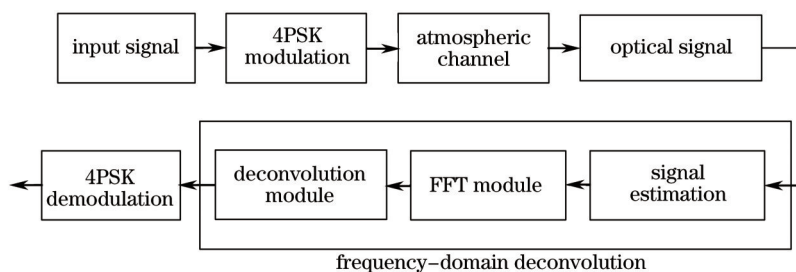 input signal
4PSK
modulation
atmospheric
channel
optical signal
4PSK
demodulation
deconvolution
module
FFT module
signal
estimation
frequency-domain deconvolution